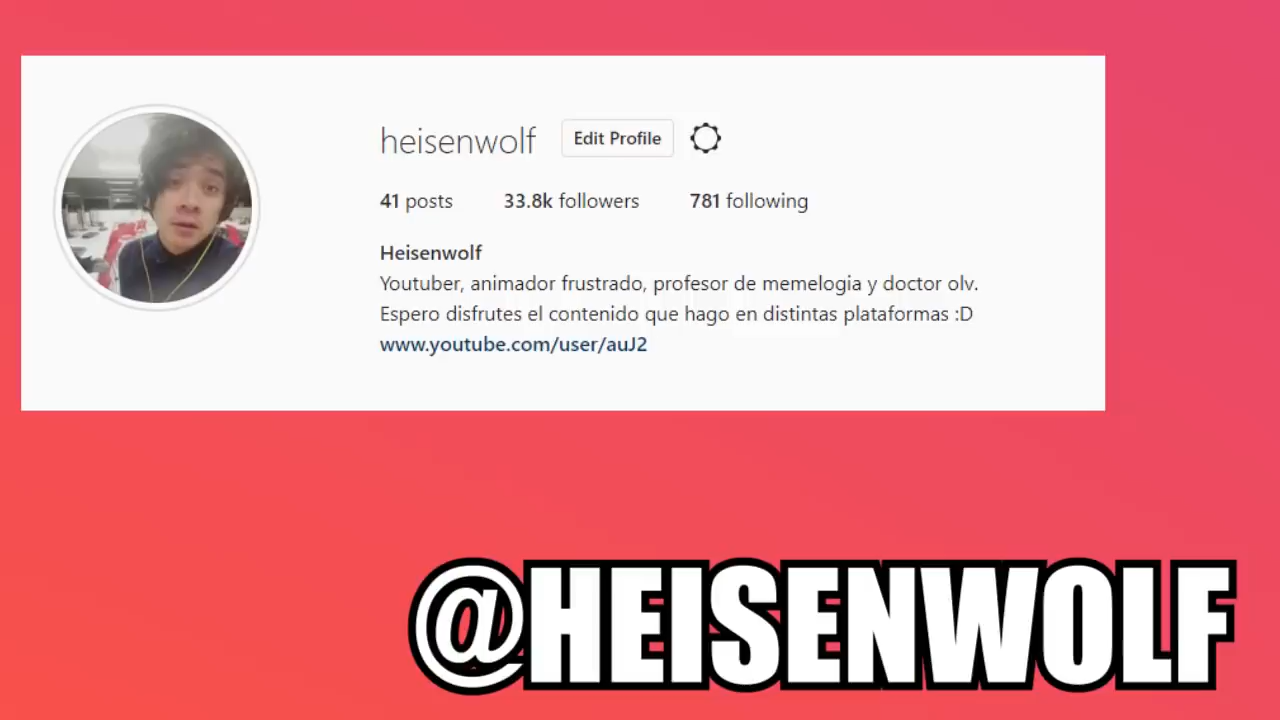 heisenwolf Edit Profile
41 posts 33.8k followers 781 following
Heisenwolf
Youtuber, animador frustrado, profesor de memelogia y doctor olv.
Espero disfrutes el contenido que hago en distintas plataformas :D
www.youtube.com/user/auJ2
@HEISENWOLF